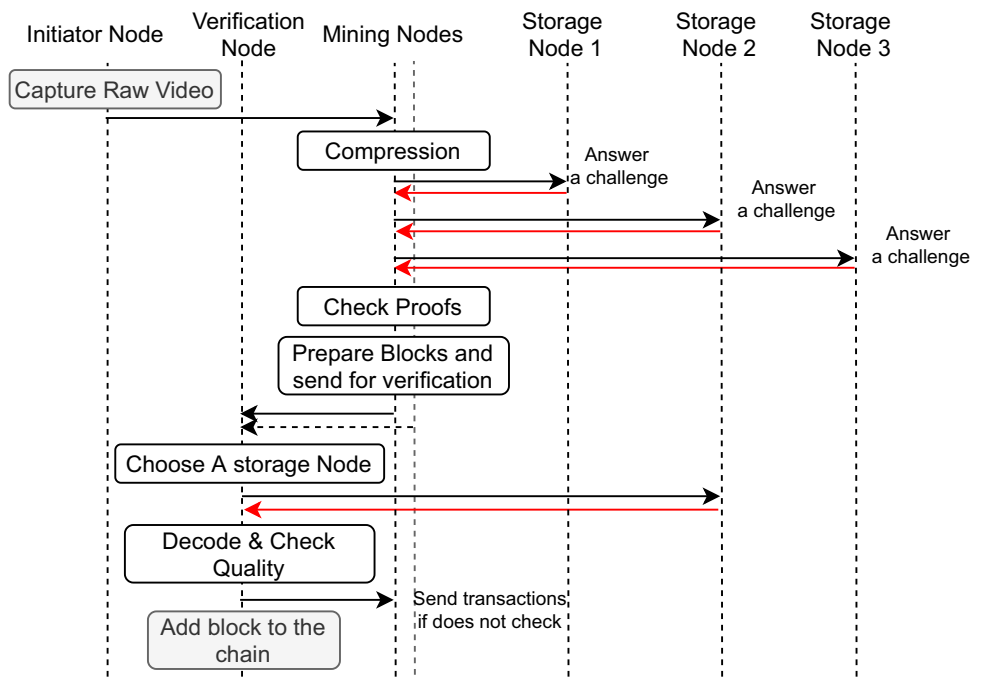 Initiator Node
Verification
Node
Mining Nodes
Storage
Node 1
Storage
Node 2
Storage
Node 3
Capture Raw Video
Compression
Answer
a challenge
Answer
a challenge
Answer
a challenge
Check Proofs
Prepare Blocks and
send for verification
Choose A storage Node
Decode & Check
Quality
Send transactions
if does not check
Add block to the
chain